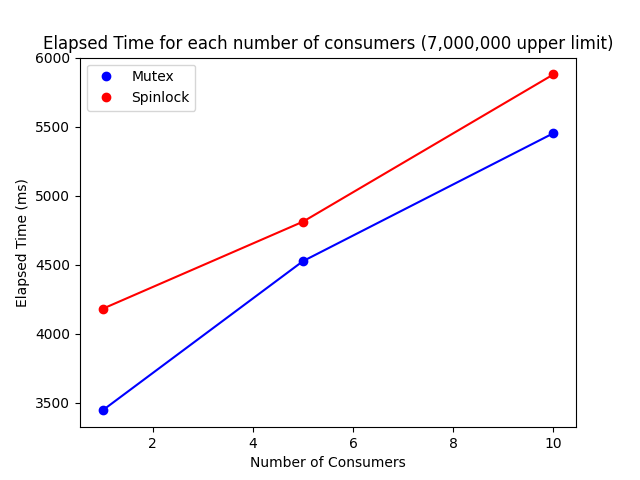 Elapsed Time for each number of consumers (7,000,000 upper limit)
6000
5500
5000
4500
4000
3500
Elapsed Time (ms)
Mutex
Spinlock
2
4
6
8
10
Number of Consumers